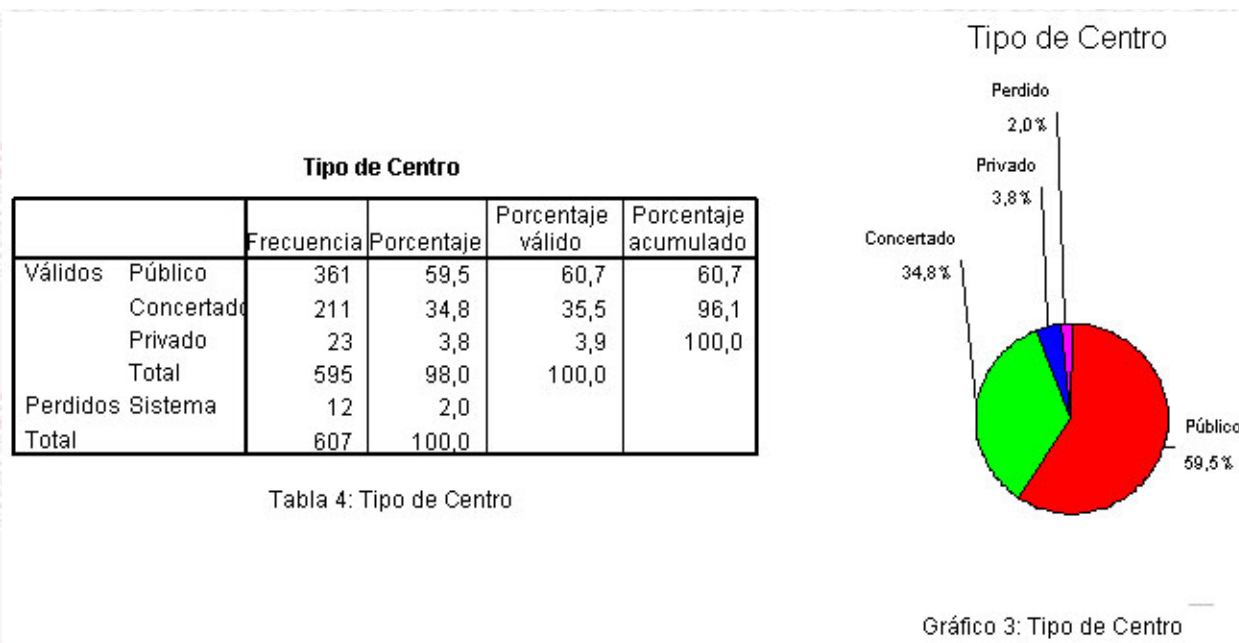 Tipo de Centro
Frecuencia Porcentaje Porcentaje válido Porcentaje acumulado
Válidos Público 361 59,5 60,7 60,7
Concertado 211 34,8 35,5 96,1
Privado 23 3,8 3,9 100,0
Total 595 98,0 100,0
Perdidos Sistema 12 2,0
Total 607 100,0
Tabla 4: Tipo de Centro
Tipo de Centro
Perdido
2,0%
Privado
3,8%
Concertado
34,8%
Público
59,5%
Gráfico 3: Tipo de Centro